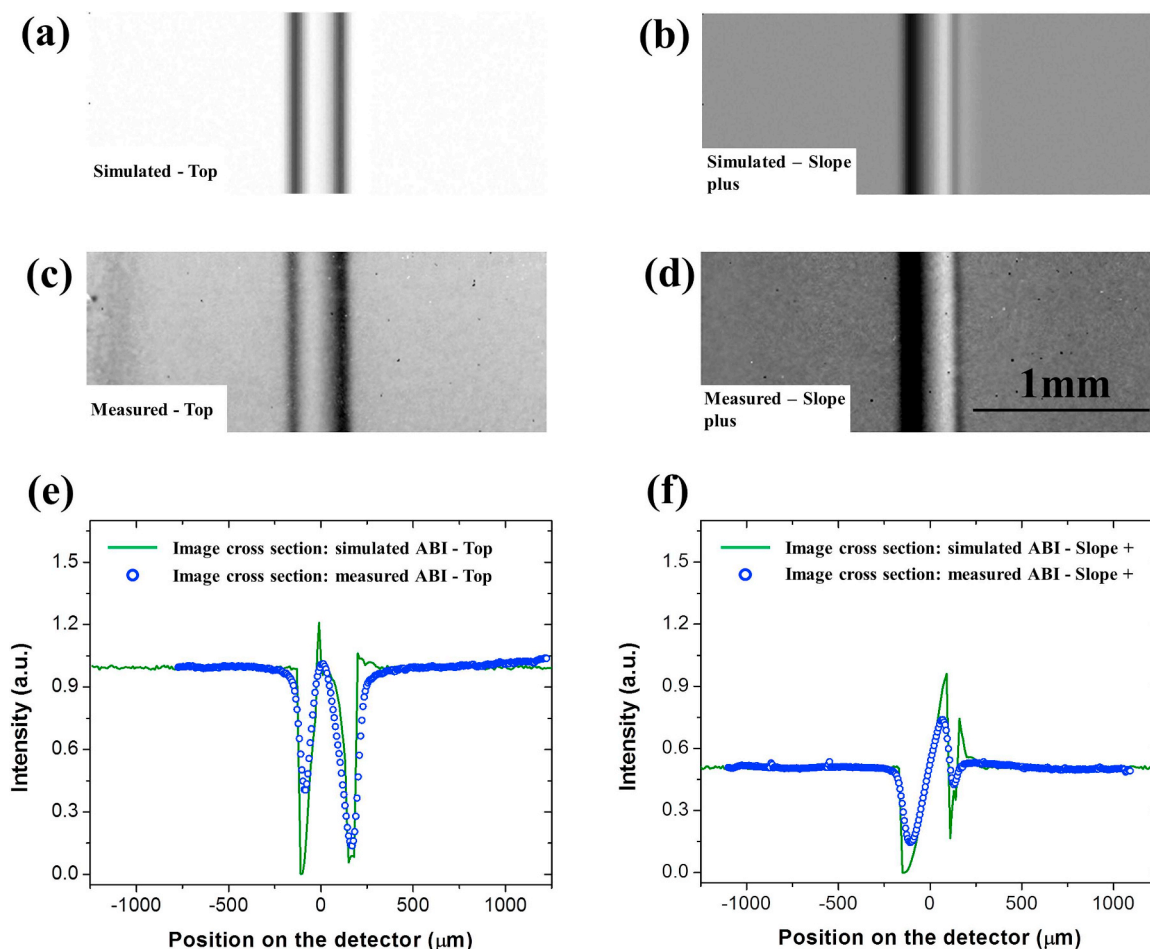 (a)
Simulated - Top
(b)
Simulated – Slope
plus
(c)
Measured - Top
(d)
Measured – Slope
plus
1mm
(e)
Image cross section: simulated ABI - Top
Image cross section: measured ABI - Top
Intensity (a.u.)
1.5
1.2
0.9
0.6
0.3
0.0
-1000
-500
0
500
1000
Position on the detector (μm)
(f)
Image cross section: simulated ABI - Slope +
Image cross section: measured ABI - Slope +
Intensity (a.u.)
1.5
1.2
0.9
0.6
0.3
0.0
-1000
-500
0
500
1000
Position on the detector (μm)